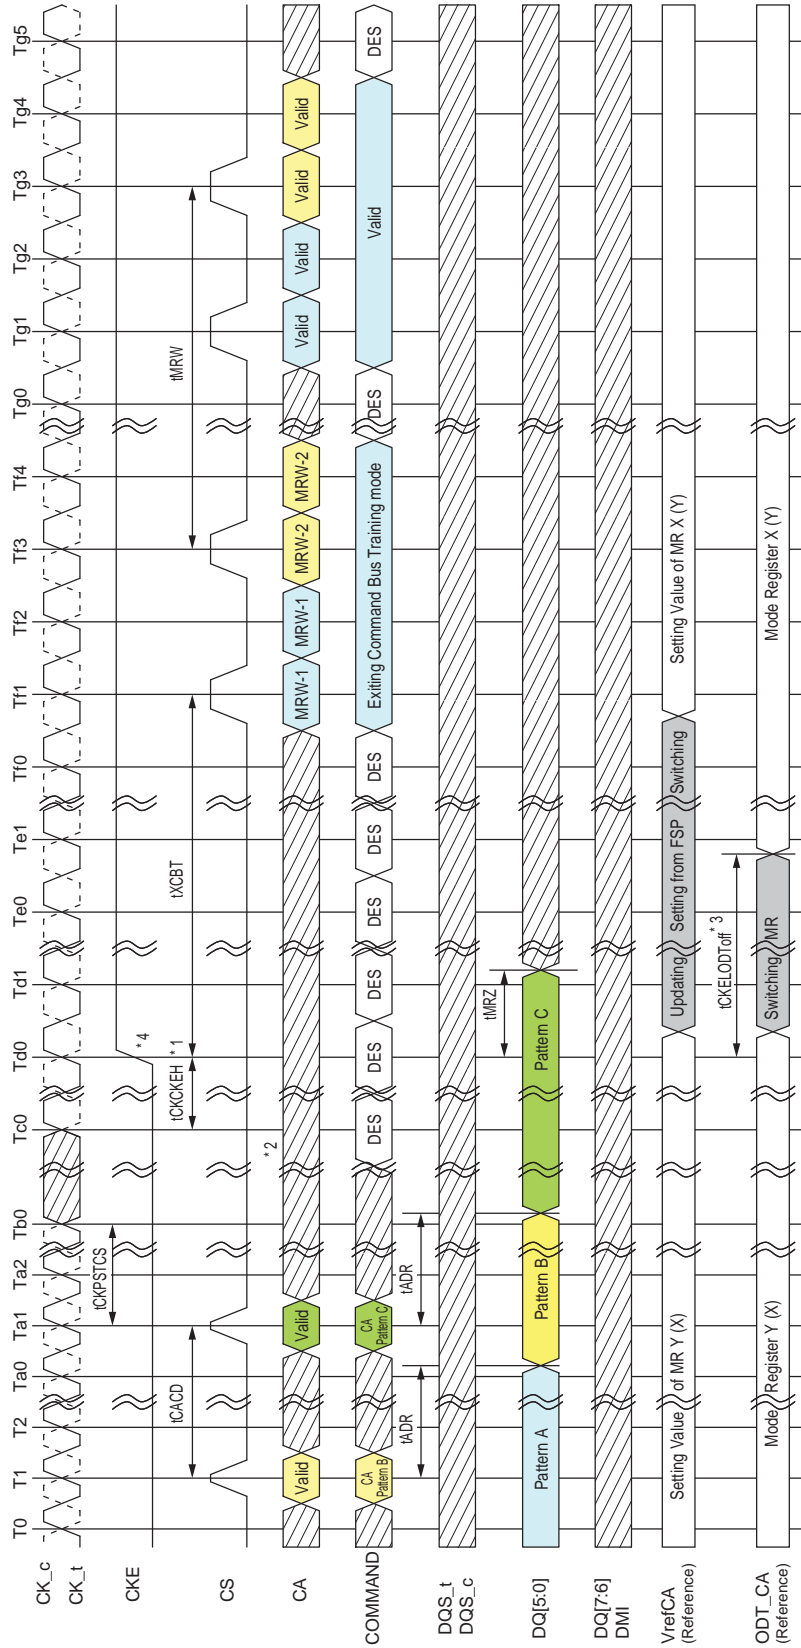 T0 T1 T2 Ta0 Ta1 Ta2 Tb0 Tc0 Td0 Td1 Te0 Te1 Tf0 Tf1 Tf2 Tf3 Tf4 Tg0 Tg1 Tg2 Tg3 Tg4 Tg5
CK_c
CK_t
CKE
tCKPSTCS
tCKCKEH *1
*4
tXCBT
tMRW
CS
tCACD
*2
CA
Valid Valid MRW-1 MRW-1 MRW-2 MRW-2 Valid Valid Valid Valid
COMMAND
CA Pattern B
CA Pattern C
DES DES DES DES DES DES Exiting Command Bus Training mode DES Valid DES
tADR tADR
DQS_t
DQS_c
tMRZ
DQ[5:0]
Pattern A Pattern B Pattern C
DQ[7:6]
DMI
VrefCA
(Reference)
Setting Value of MR Y (X) Updating Setting from FSP Switching Setting Value of MR X (Y)
tCKELODToff *3
ODT_CA
(Reference)
Mode Register Y (X) Switching MR Mode Register X (Y)